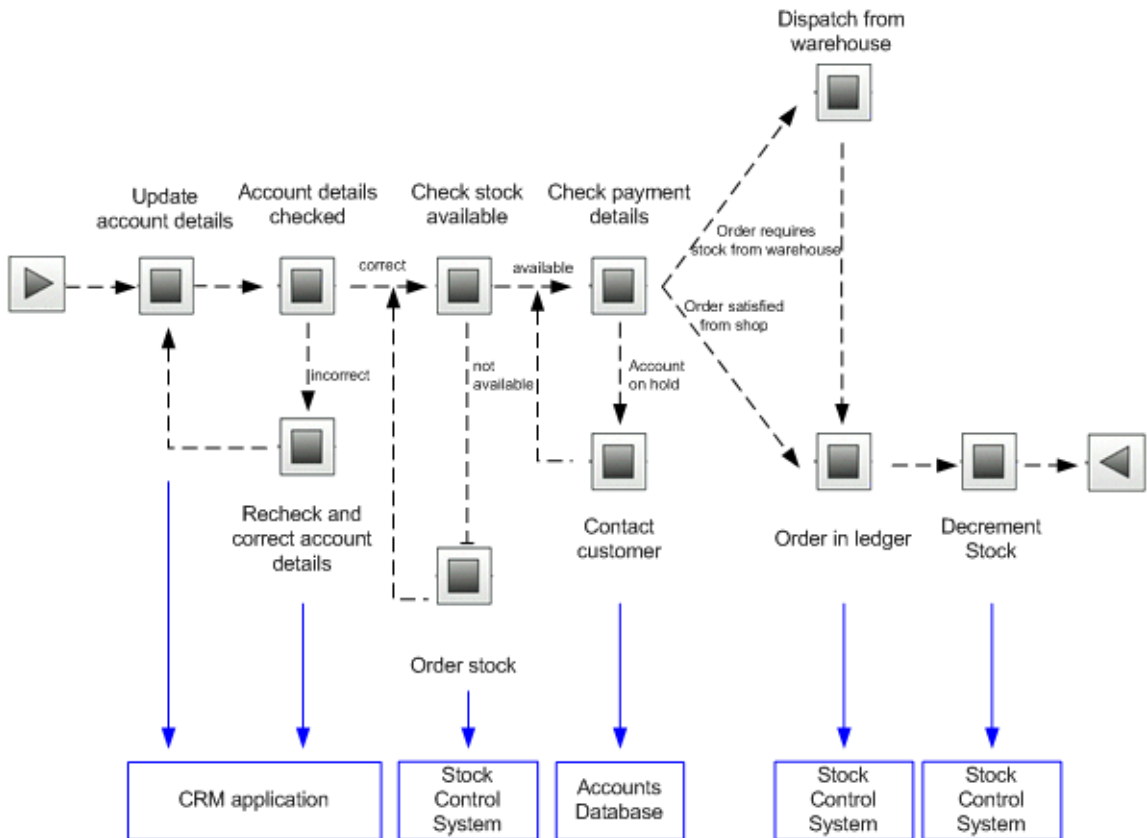 Dispatch from
warehouse
Update
account details
Account details
checked
Check stock
available
Check payment
details
Order requires
stock from warehouse
correct
available
Order satisfied
from shop
incorrect
not
available
Account
on hold
Recheck and
correct account
details
Contact
customer
Order in ledger
Decrement
Stock
Order stock
CRM application
Stock
Control
System
Accounts
Database
Stock
Control
System
Stock
Control
System